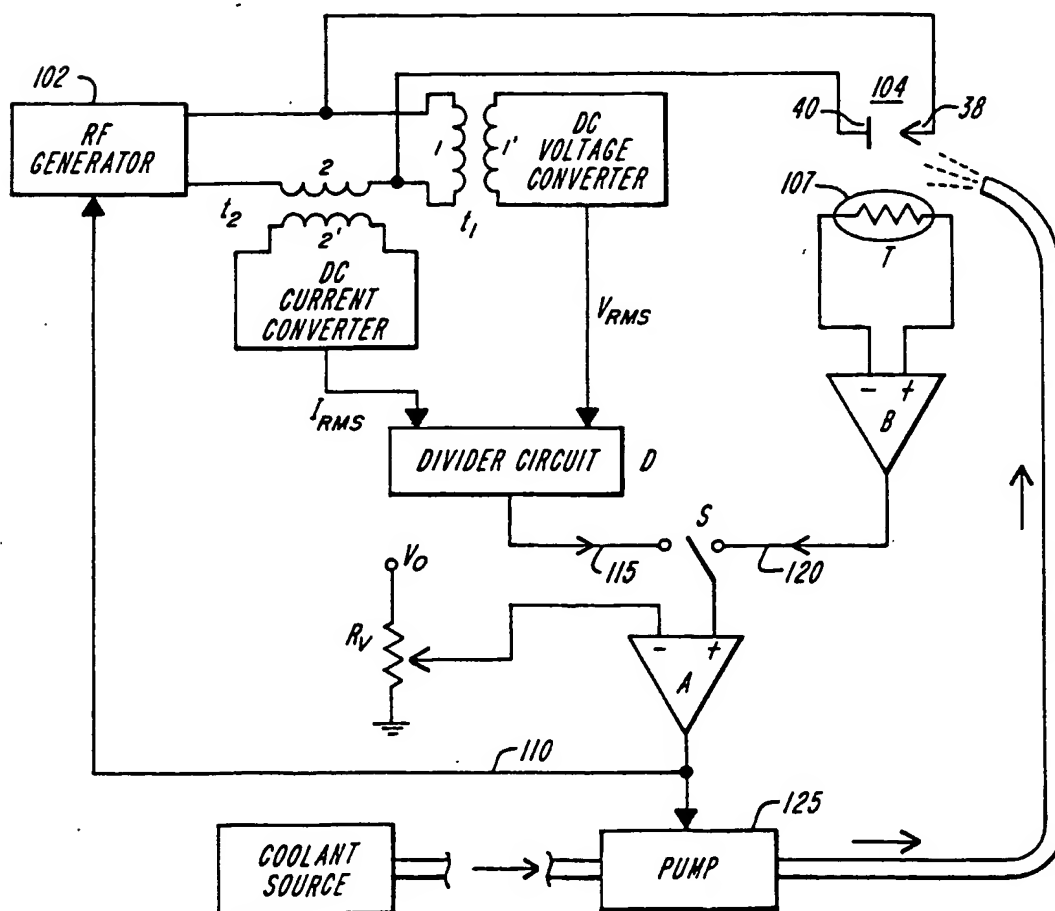 102
RF
GENERATOR
2
t2
2'
DC
CURRENT
CONVERTER
1
1'
t1
DC
VOLTAGE
CONVERTER
104
40
38
107
T
VRMS
IRMS
- +
B
DIVIDER CIRCUIT
D
S
115
120
Vo
RV
- +
A
110
125
COOLANT
SOURCE
PUMP